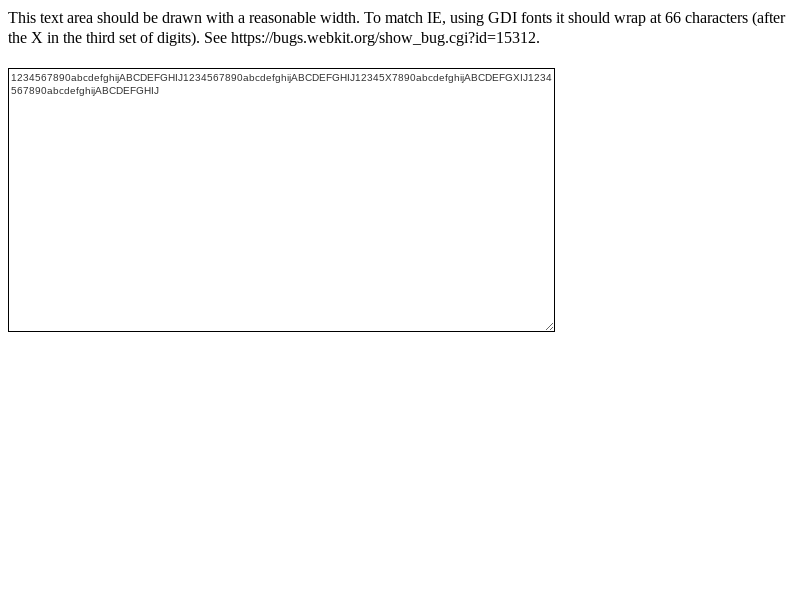 This text area should be drawn with a reasonable width. To match IE, using GDI fonts it should wrap at 66 characters (after
the X in the third set of digits). See https://bugs.webkit.org/show_bug.cgi?id=15312.
1234567890abcdefghijABCDEFGHIJ1234567890abcdefghijABCDEFGHIJ12345X7890abcdefghijABCDEFGXIJ1234
567890abcdefghijABCDEFGHIJ